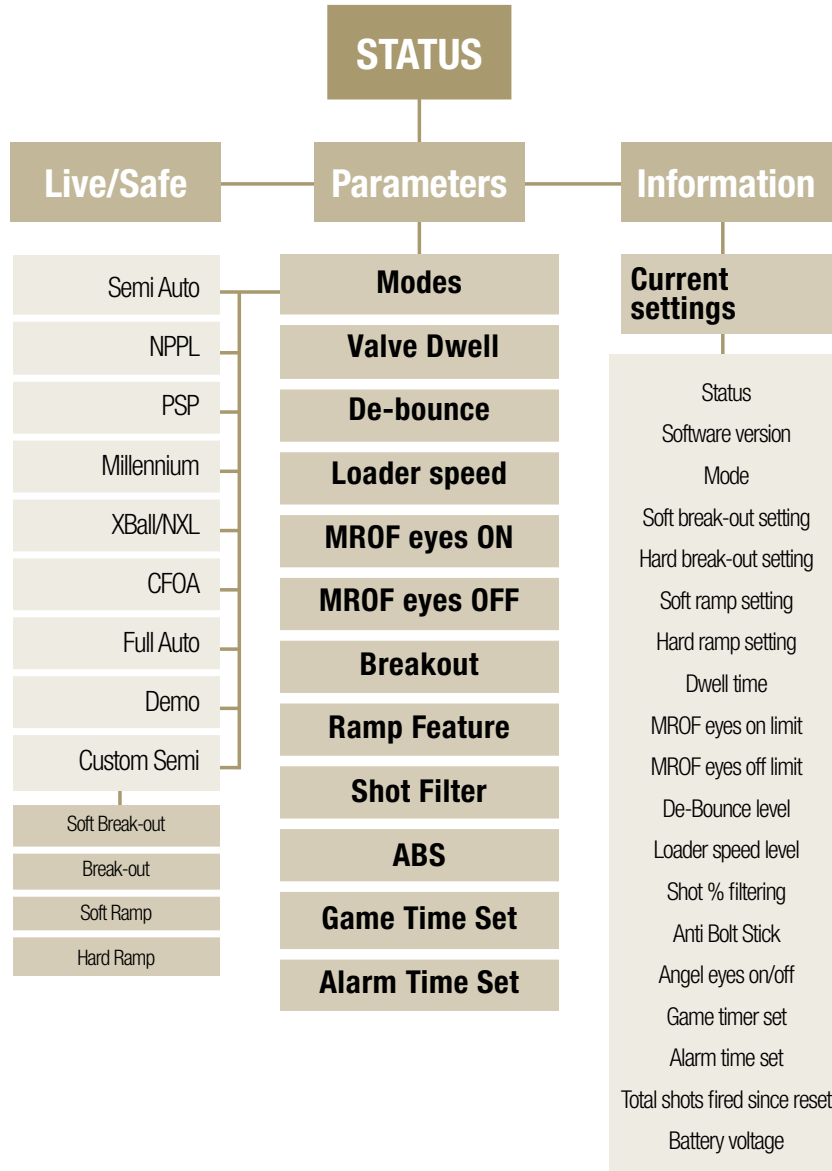 STATUS
Live/Safe
Parameters
Information
Semi Auto
NPPL
PSP
Millennium
XBall/NXL
CFOA
Full Auto
Demo
Custom Semi
Soft Break-out
Break-out
Soft Ramp
Hard Ramp
Modes
Valve Dwell
De-bounce
Loader speed
MROF eyes ON
MROF eyes OFF
Breakout
Ramp Feature
Shot Filter
ABS
Game Time Set
Alarm Time Set
Current
settings
Status
Software version
Mode
Soft break-out setting
Hard break-out setting
Soft ramp setting
Hard ramp setting
Dwell time
MROF eyes on limit
MROF eyes off limit
De-Bounce level
Loader speed level
Shot % filtering
Anti Bolt Stick
Angel eyes on/off
Game timer set
Alarm time set
Total shots fired since reset
Battery voltage